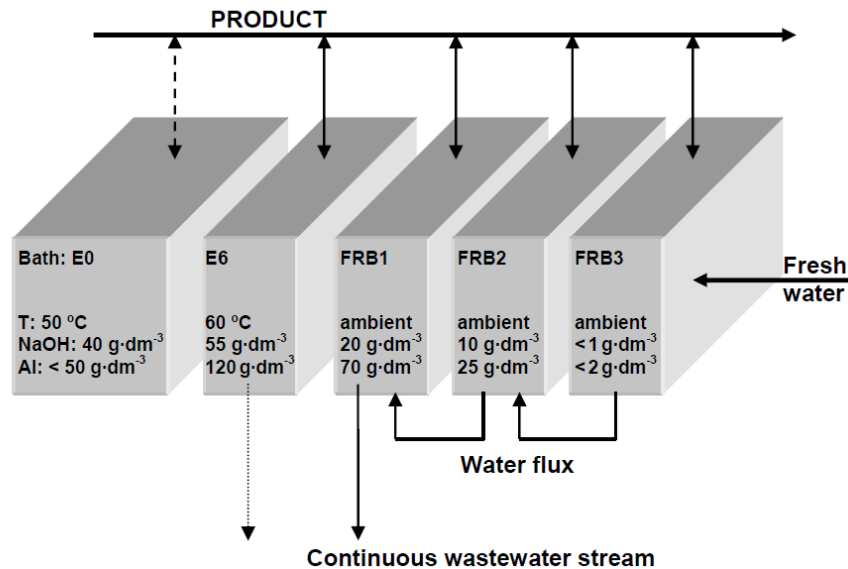 PRODUCT
Bath: E0
T: 50 °C
NaOH: 40 g·dm⁻³
Al: < 50 g·dm⁻³
E6
60 °C
55 g·dm⁻³
120 g·dm⁻³
FRB1
ambient
20 g·dm⁻³
70 g·dm⁻³
FRB2
ambient
10 g·dm⁻³
25 g·dm⁻³
FRB3
ambient
<1 g·dm⁻³
<2 g·dm⁻³
Fresh
water
Water flux
Continuous wastewater stream